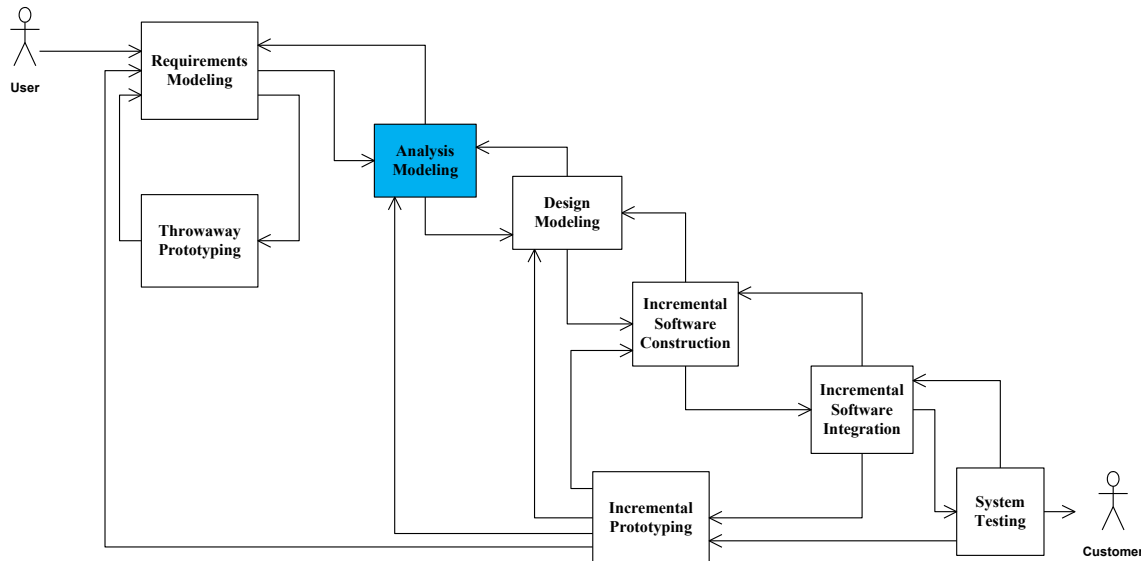 User
Requirements
Modeling
Analysis
Modeling
Throwaway
Prototyping
Design
Modeling
Incremental
Software
Construction
Incremental
Software
Integration
Incremental
Prototyping
System
Testing
Customer